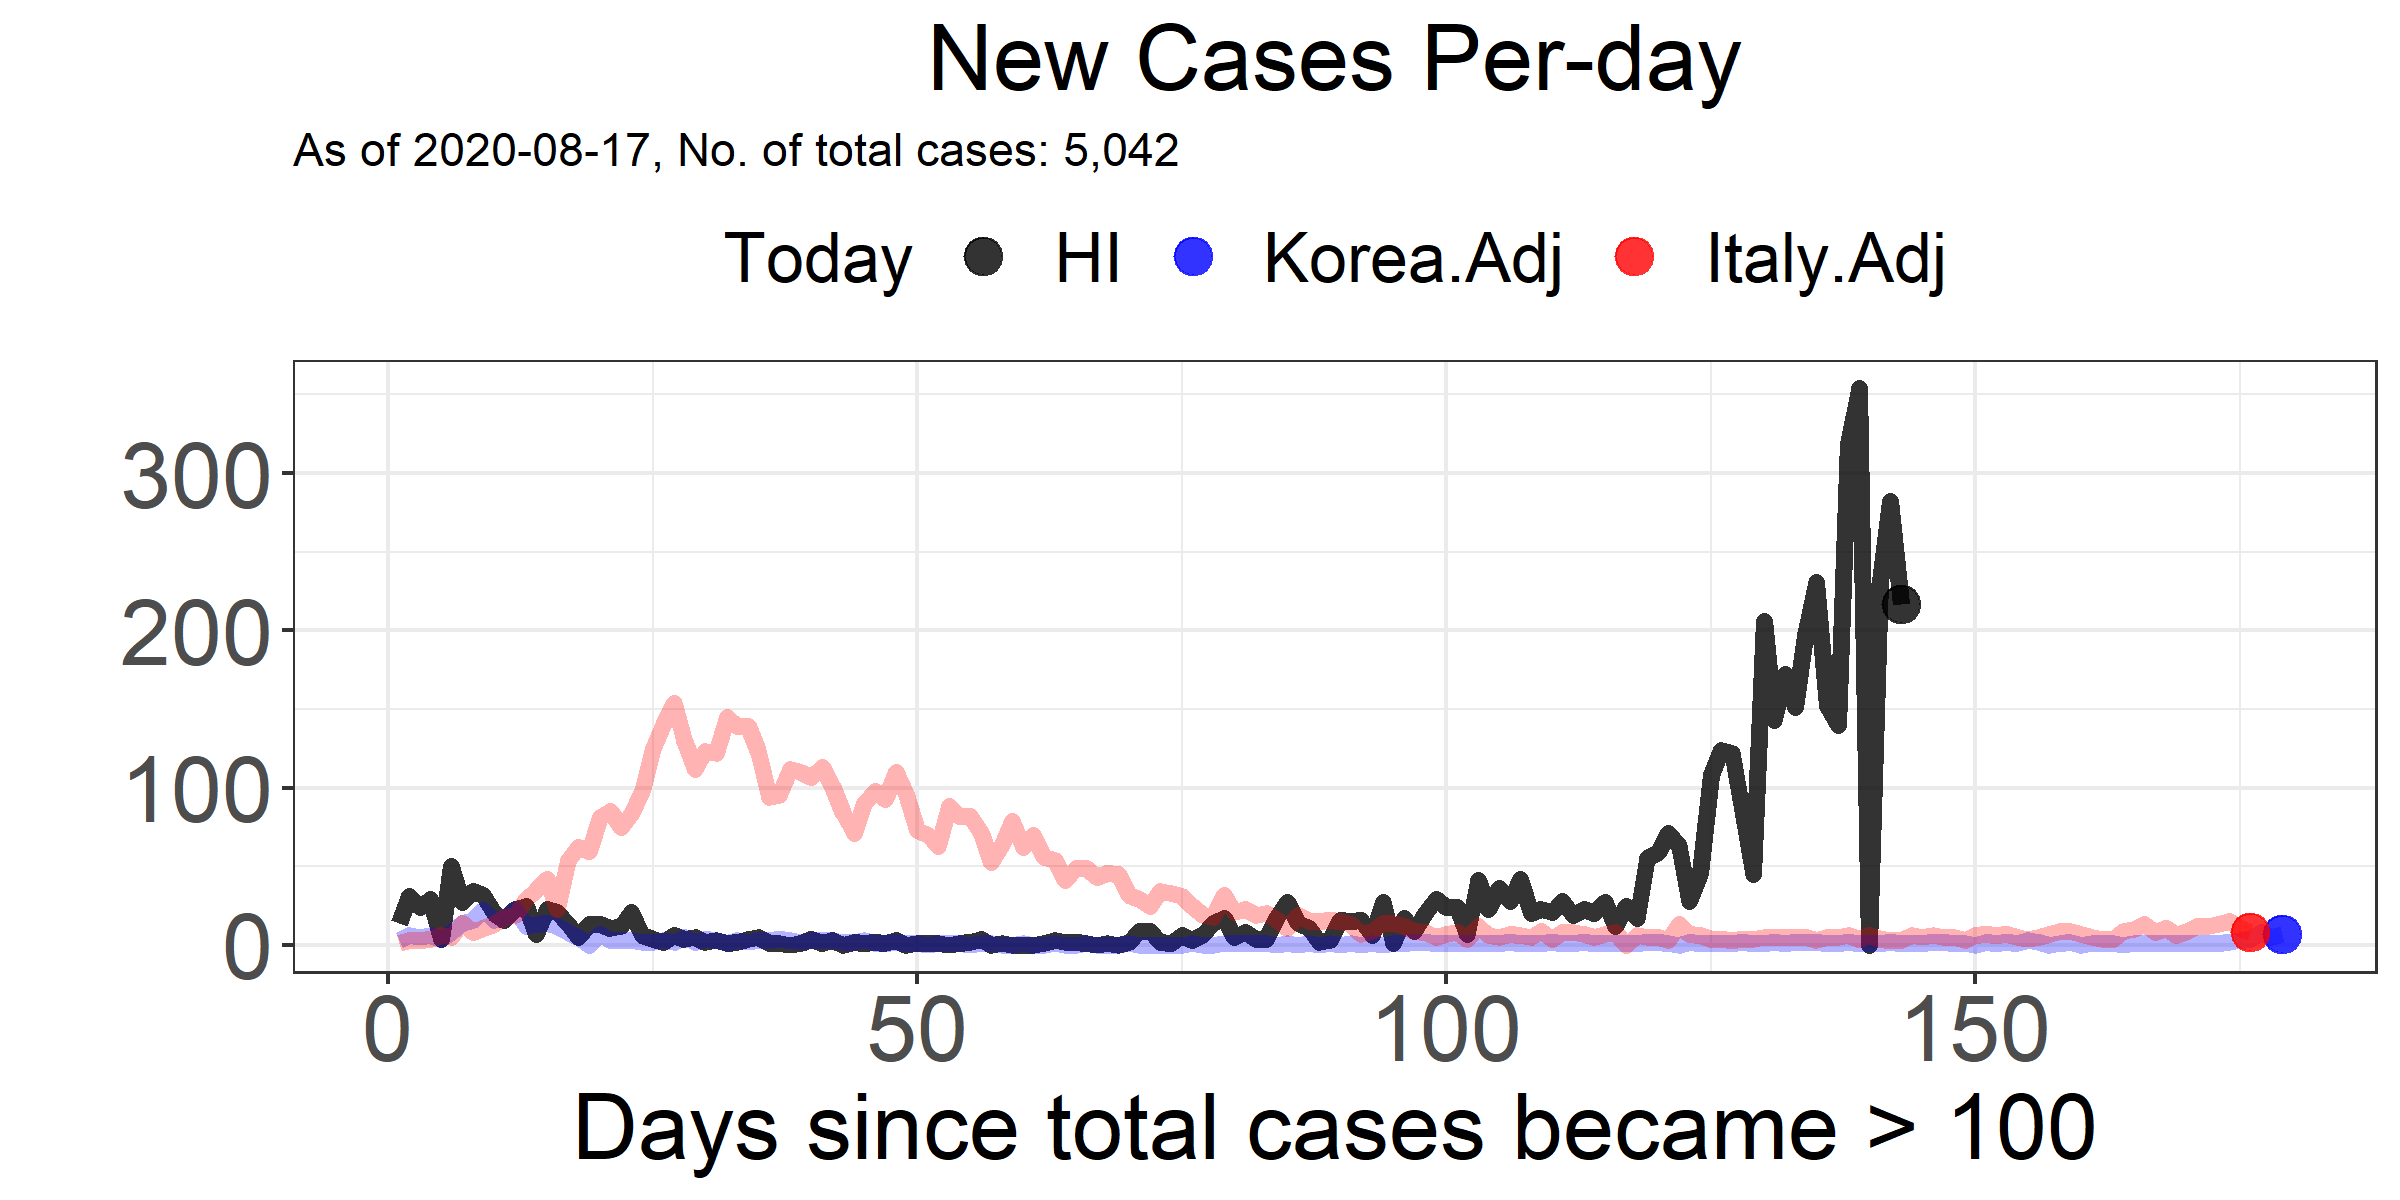 New Cases Per-day
As of 2020-08-17, No. of total cases: 5,042
Today HI Korea.Adj Italy.Adj
300
200
100
0
0 50 100 150
Days since total cases became > 100